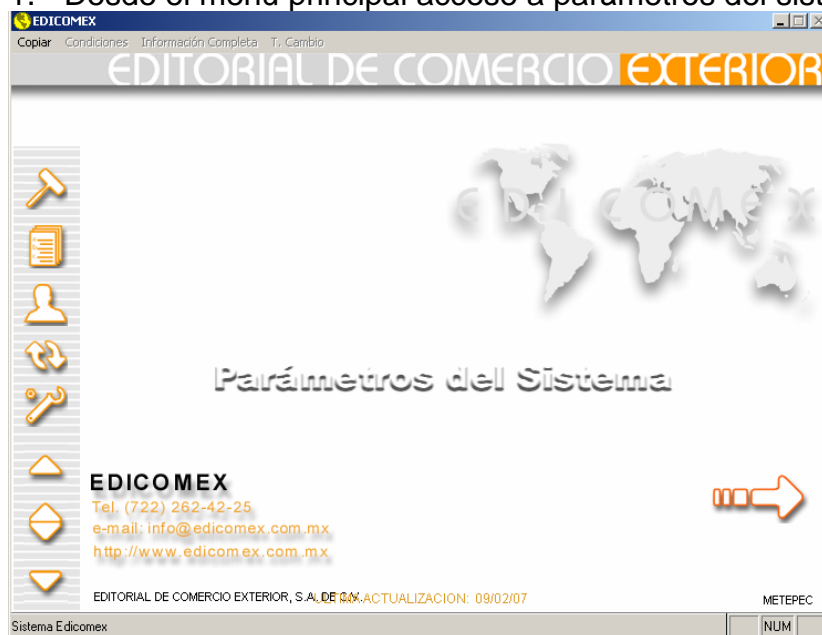 1. Desde el menú principal acceso a parámetros del sist
EDICOMEX
Copiar Condiciones Información Completa T. Cambio
EDITORIAL DE COMERCIO EXTERIOR
EDICOMEX
Parámetros del Sistema
EDICOMEX
Tel. (722) 262-42-25
e-mail: info@edicomex.com.mx
http://www.edicomex.com.mx
EDITORIAL DE COMERCIO EXTERIOR, S.A. DE C.V.
ULTIMA ACTUALIZACION: 09/02/07
METEPEC
Sistema Edicomex
NUM